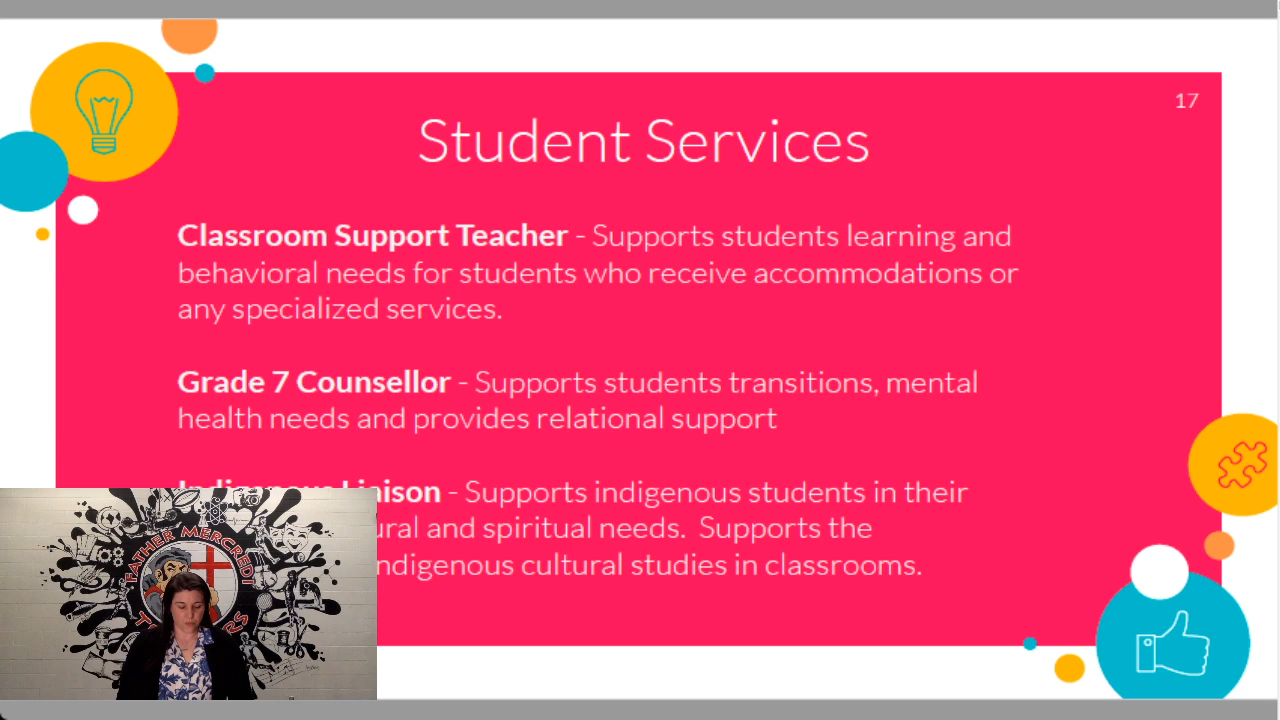 17
Student Services
Classroom Support Teacher - Supports students learning and
behavioral needs for students who receive accommodations or
any specialized services.
Grade 7 Counsellor - Supports students transitions, mental
health needs and provides relational support
Liaison - Supports indigenous students in their
and spiritual needs. Supports the
indigenous cultural studies in classrooms.
FATHER MERCREDI